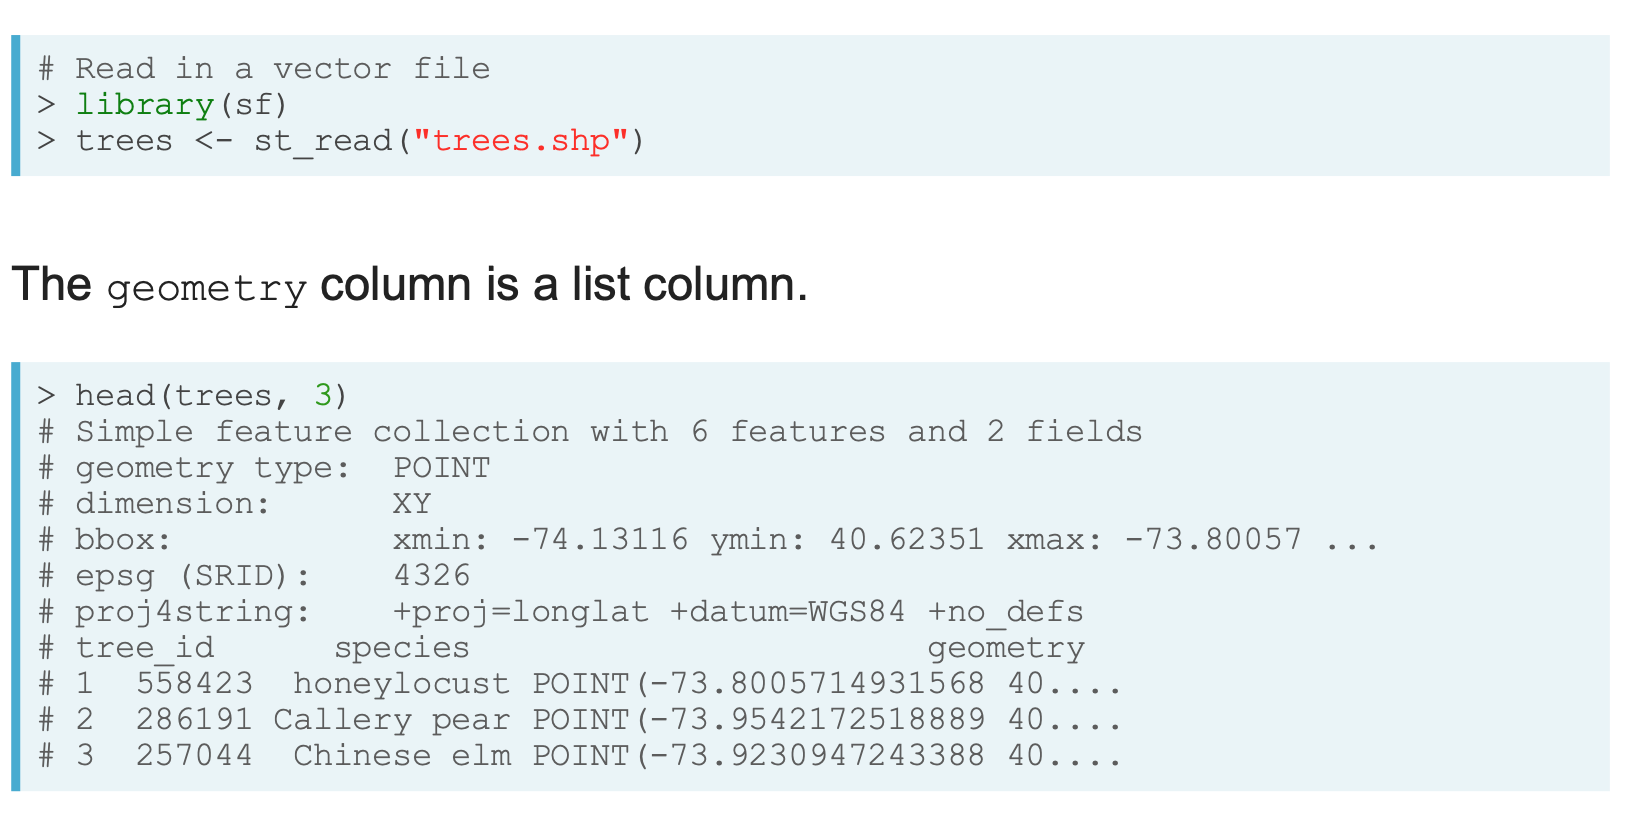 # Read in a vector file
> library(sf)
> trees <- st_read("trees.shp")
The geometry column is a list column.
> head(trees, 3)
# Simple feature collection with 6 features and 2 fields
# geometry type:  POINT
# dimension:      XY
# bbox:           xmin: -74.13116 ymin: 40.62351 xmax: -73.80057 ...
# epsg (SRID):    4326
# proj4string:    +proj=longlat +datum=WGS84 +no_defs
# tree_id      species                       geometry
# 1  558423  honeylocust POINT(-73.8005714931568 40....
# 2  286191 Callery pear POINT(-73.9542172518889 40....
# 3  257044  Chinese elm POINT(-73.9230947243388 40....